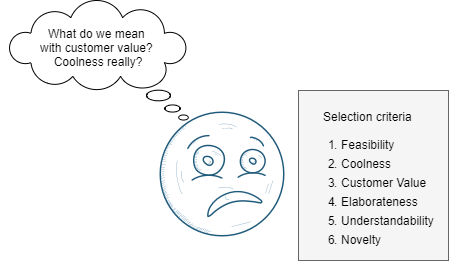 What do we mean
with customer value?
Coolness really?
Selection criteria
1. Feasibility
2. Coolness
3. Customer Value
4. Elaborateness
5. Understandability
6. Novelty